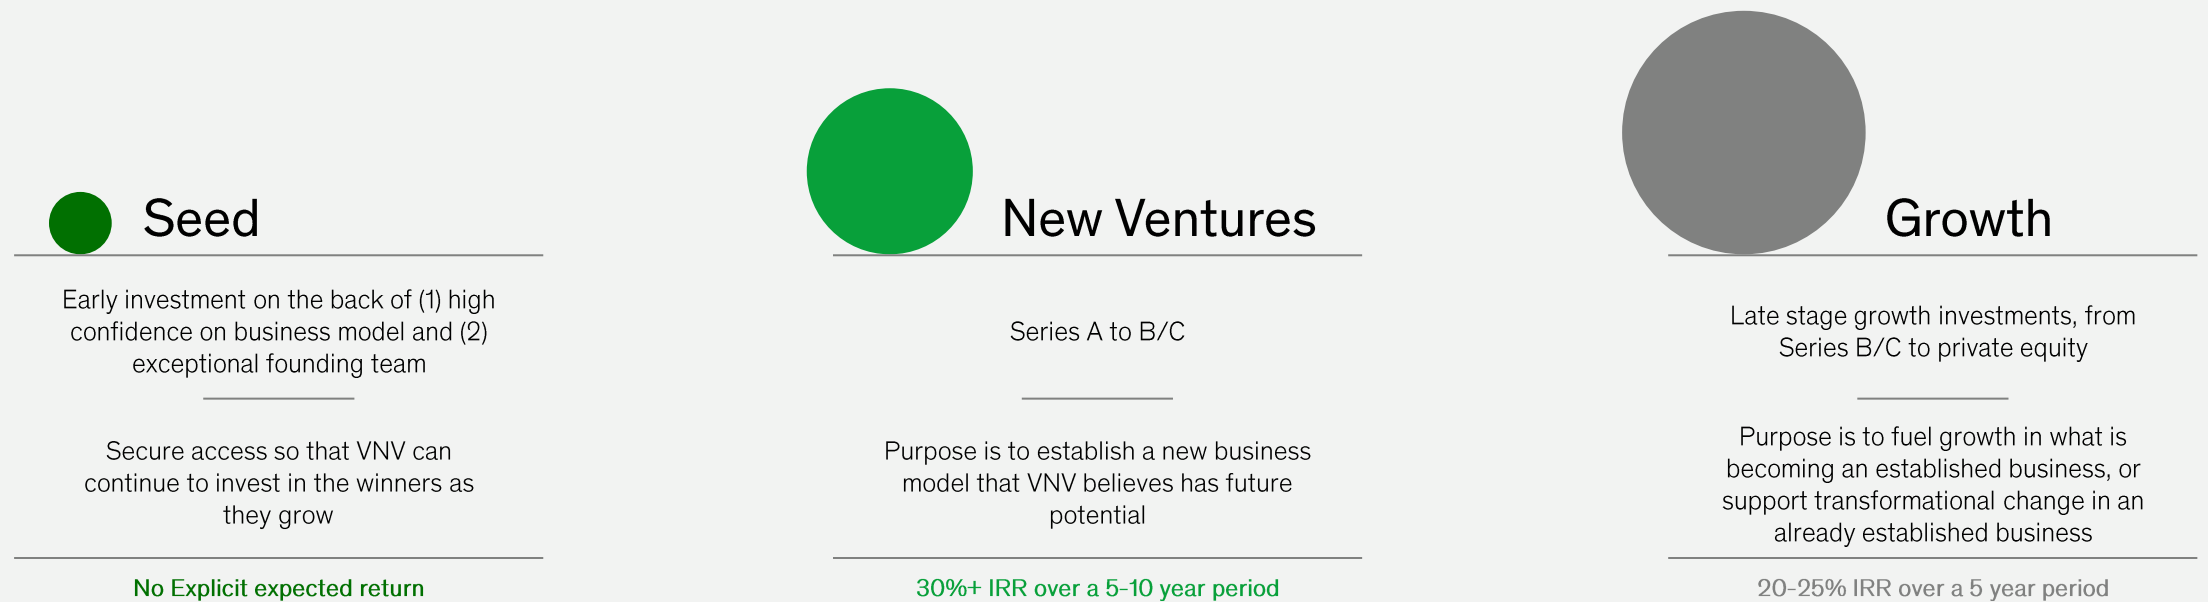 Seed
Early investment on the back of (1) high
confidence on business model and (2)
exceptional founding team
Secure access so that VNV can
continue to invest in the winners as
they grow
No Explicit expected return
New Ventures
Series A to B/C
Purpose is to establish a new business
model that VNV believes has future
potential
30%+ IRR over a 5-10 year period
Growth
Late stage growth investments, from
Series B/C to private equity
Purpose is to fuel growth in what is
becoming an established business, or
support transformational change in an
already established business
20-25% IRR over a 5 year period